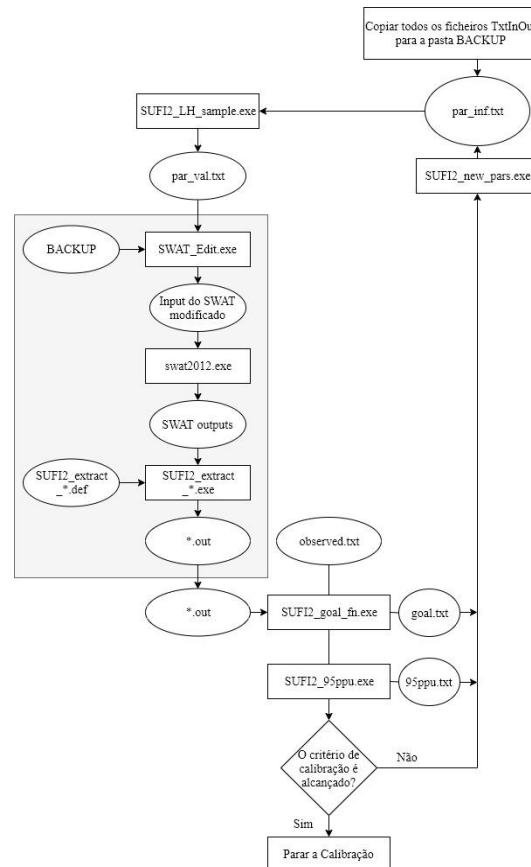 Copiar todos os ficheiros TxtInOut
para a pasta BACKUP
SUFI2_LH_sample.exe
par_inf.txt
par_val.txt
SUFI2_new_pars.exe
BACKUP
SWAT_Edit.exe
Input do SWAT
modificado
swat2012.exe
SWAT outputs
SUFI2_extract
_*.def
SUFI2_extract
_*.exe
*.out
observed.txt
*.out
SUFI2_goal_fn.exe
goal.txt
SUFI2_95ppu.exe
95ppu.txt
O critério de
calibração é
alcançado?
Não
Sim
Parar a Calibração